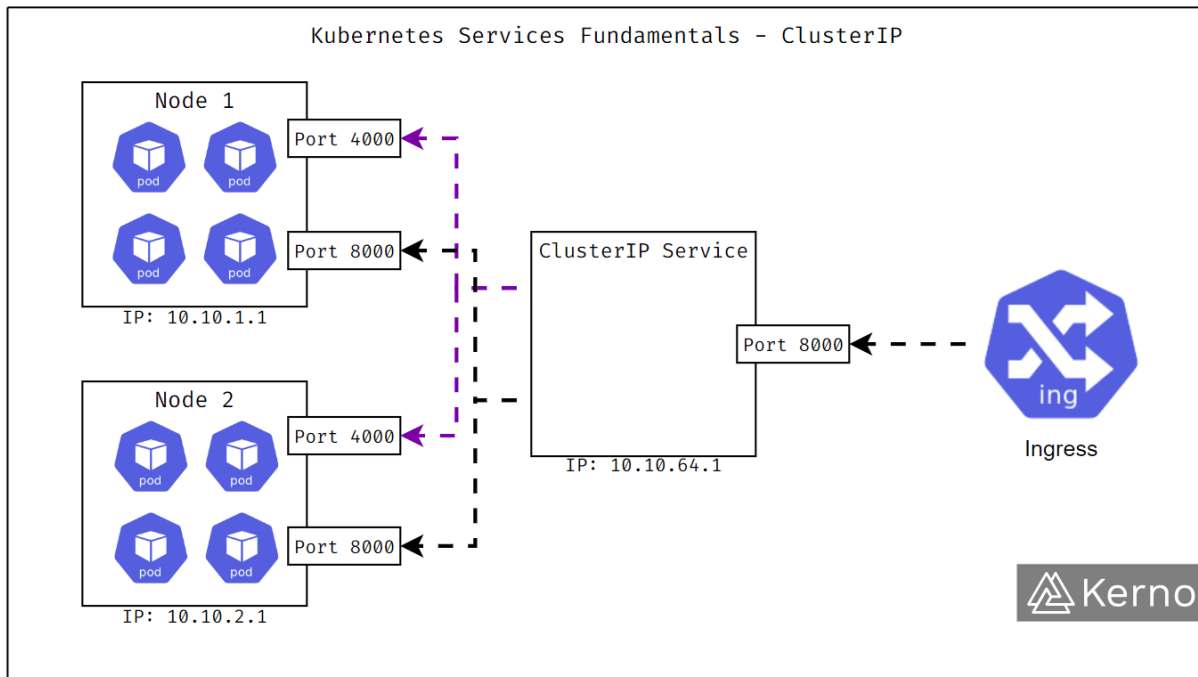 Kubernetes Services Fundamentals - ClusterIP
Node 1
pod
pod
pod
pod
Port 4000
Port 8000
IP: 10.10.1.1
Node 2
pod
pod
pod
pod
Port 4000
Port 8000
IP: 10.10.2.1
ClusterIP Service
Port 8000
IP: 10.10.64.1
ing
Ingress
Kerno